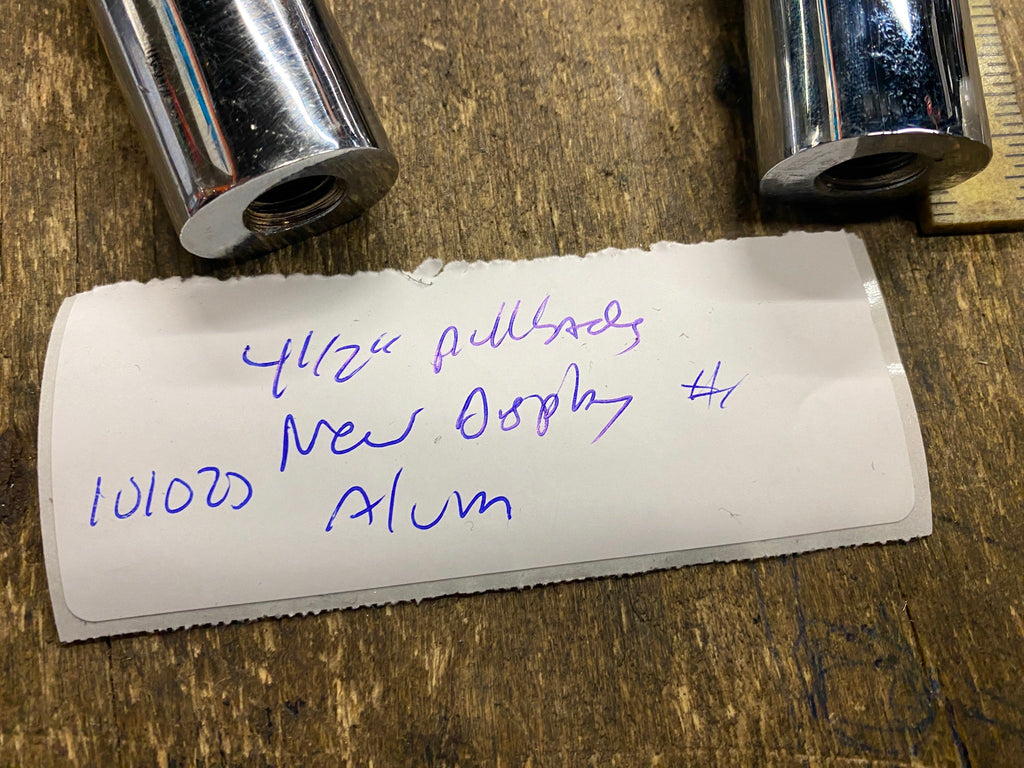 4 1/2" pullbacks
New Display #1
101020 Alum